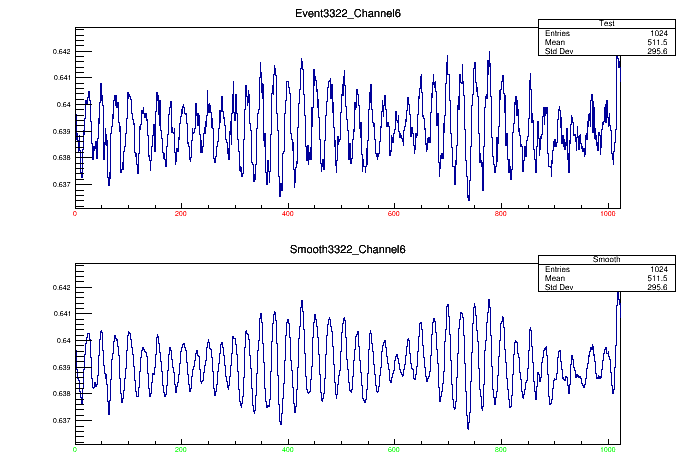 Event3322_Channel6
Test
Entries 1024
Mean 511.5
Std Dev 295.6
0.642
0.641
0.64
0.639
0.638
0.637
0 200 400 600 800 1000
Smooth3322_Channel6
Smooth
Entries 1024
Mean 511.5
Std Dev 295.6
0.642
0.641
0.64
0.639
0.638
0.637
0 200 400 600 800 1000